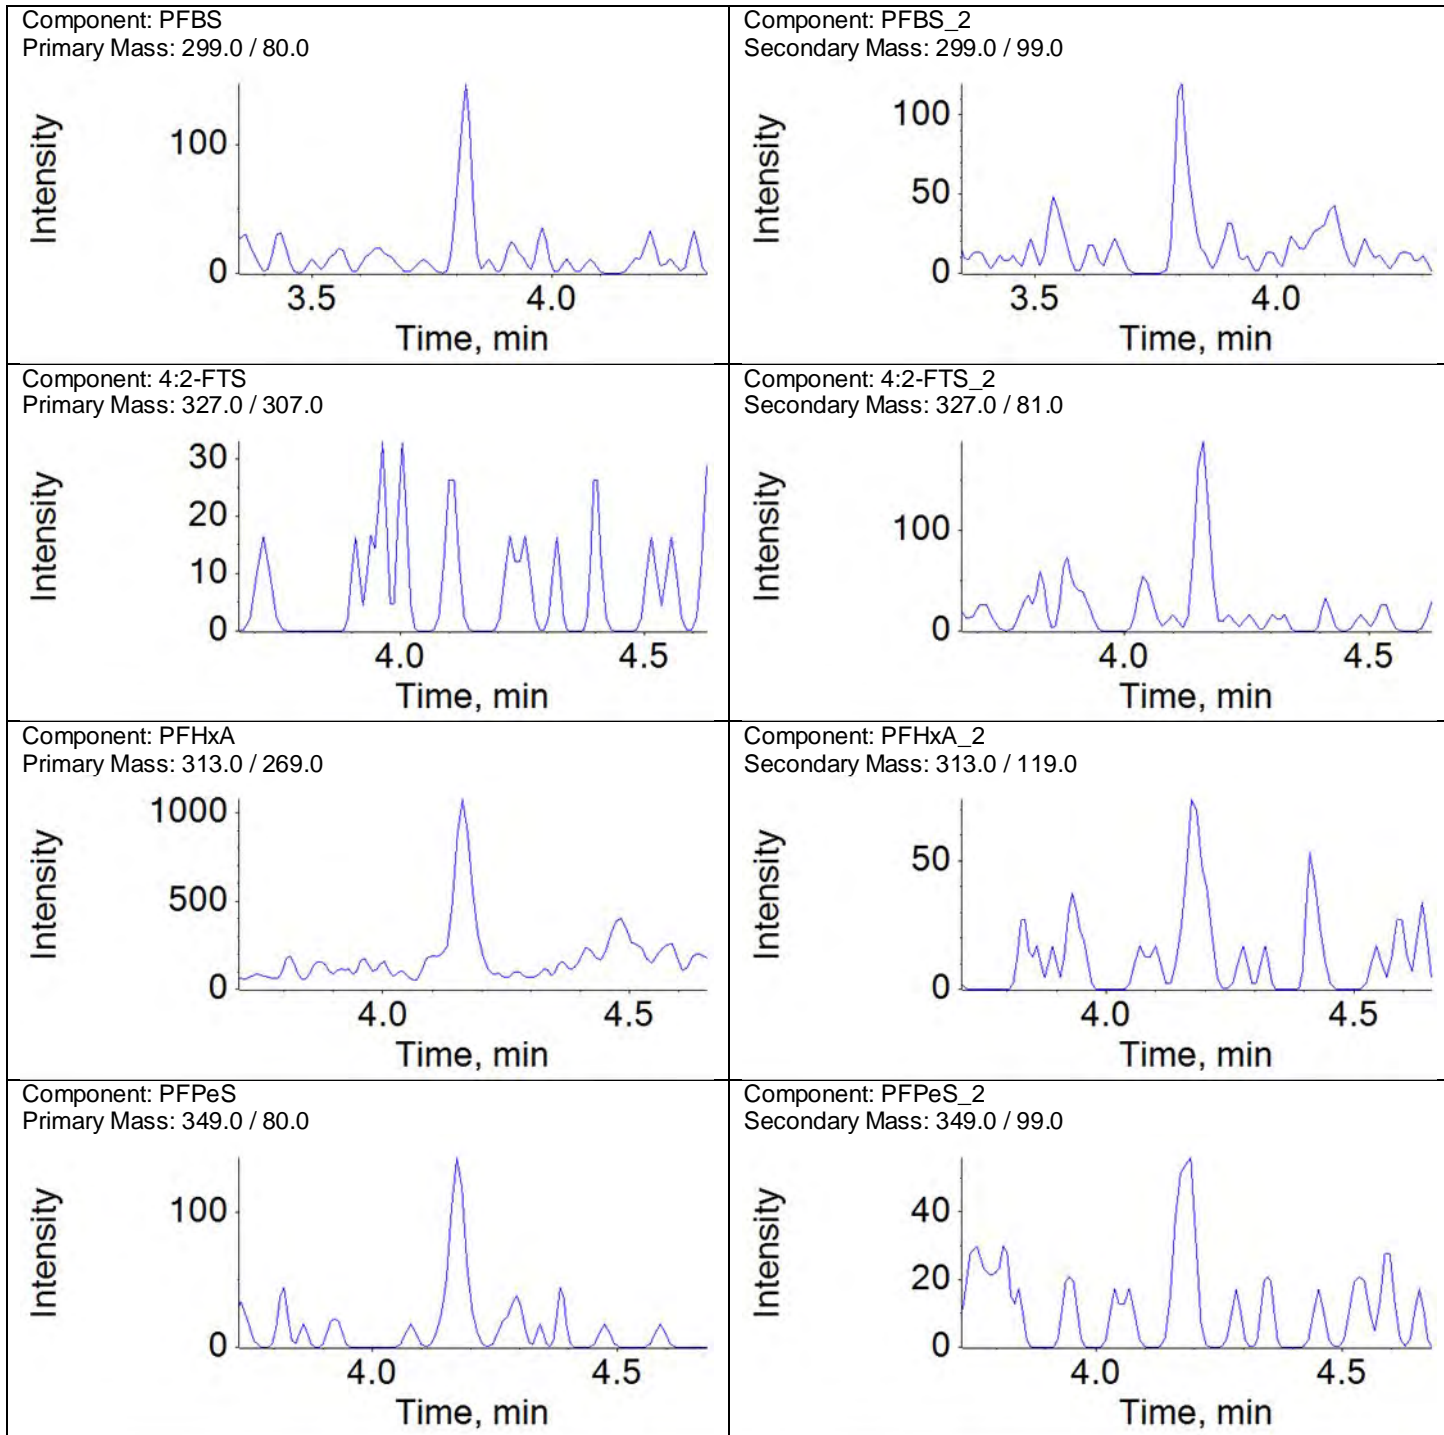 Component: PFBS
Primary Mass: 299.0 / 80.0
Intensity
100
0
3.5 4.0
Time, min
Component: PFBS_2
Secondary Mass: 299.0 / 99.0
Intensity
100
50
0
3.5 4.0
Time, min
Component: 4:2-FTS
Primary Mass: 327.0 / 307.0
Intensity
30
20
10
0
4.0 4.5
Time, min
Component: 4:2-FTS_2
Secondary Mass: 327.0 / 81.0
Intensity
100
0
4.0 4.5
Time, min
Component: PFHxA
Primary Mass: 313.0 / 269.0
Intensity
1000
500
0
4.0 4.5
Time, min
Component: PFHxA_2
Secondary Mass: 313.0 / 119.0
Intensity
50
0
4.0 4.5
Time, min
Component: PFPeS
Primary Mass: 349.0 / 80.0
Intensity
100
0
4.0 4.5
Time, min
Component: PFPeS_2
Secondary Mass: 349.0 / 99.0
Intensity
40
20
0
4.0 4.5
Time, min